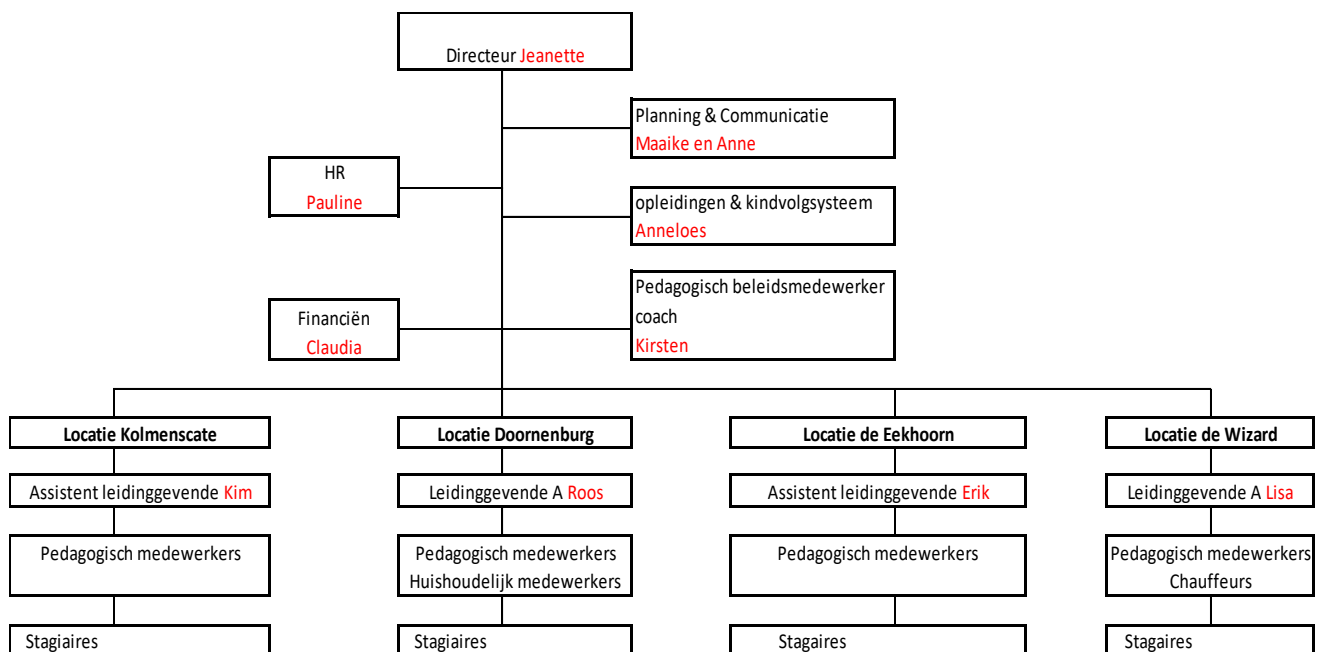 Directeur Jeanette
Planning & Communicatie
Maaike en Anne
HR
Pauline
opleidingen & kindvolgsysteem
Anneloes
Pedagogisch beleidsmedewerker
coach
Kirsten
Financiën
Claudia
Locatie Kolmenscate
Locatie Doornenburg
Locatie de Eekhoorn
Locatie de Wizard
Assistent leidinggevende Kim
Leidinggevende A Roos
Assistent leidinggevende Erik
Leidinggevende A Lisa
Pedagogisch medewerkers
Pedagogisch medewerkers
Huishoudelijk medewerkers
Pedagogisch medewerkers
Pedagogisch medewerkers
Chauffeurs
Stagiaires
Stagiaires
Stagaires
Stagaires